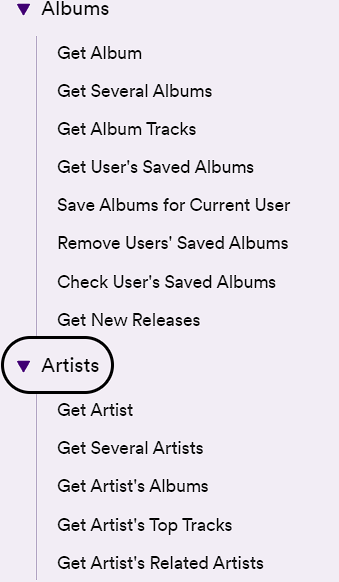 Albums
Get Album
Get Several Albums
Get Album Tracks
Get User's Saved Albums
Save Albums for Current User
Remove Users' Saved Albums
Check User's Saved Albums
Get New Releases
Artists
Get Artist
Get Several Artists
Get Artist's Albums
Get Artist's Top Tracks
Get Artist's Related Artists